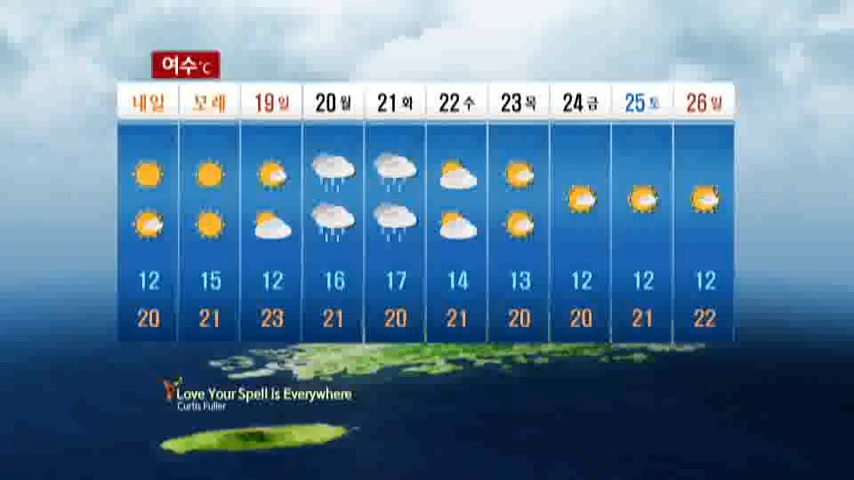 여수℃
내일 모레 19일 20월 21화 22수 23목 24금 25토 26일
12 15 12 16 17 14 13 12 12 12
20 21 23 21 20 21 20 20 21 22
Love Your Spell Is Everywhere
Curtis Fuller